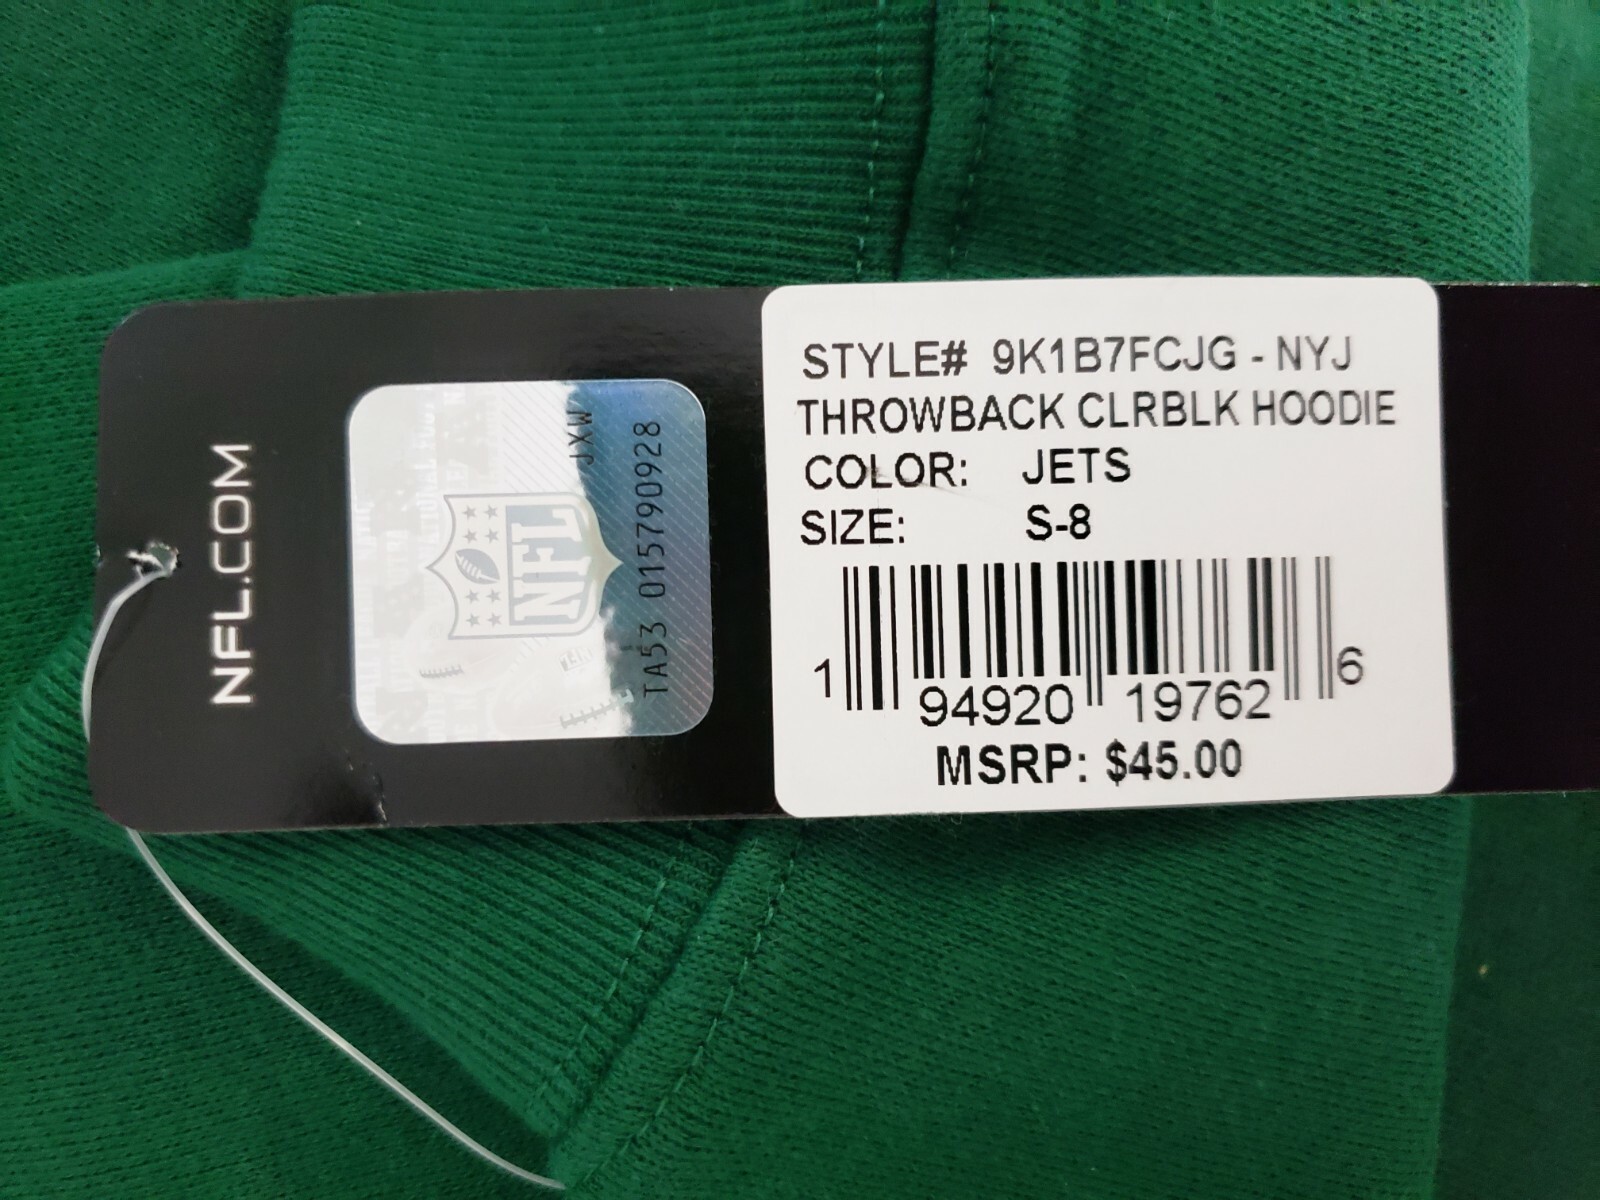 NFL.COM
JXW
NFL
TA53 015790928
STYLE# 9K1B7FCJG - NYJ
THROWBACK CLRBLK HOODIE
COLOR: JETS
SIZE: S-8
1 94920 19762 6
MSRP: $45.00